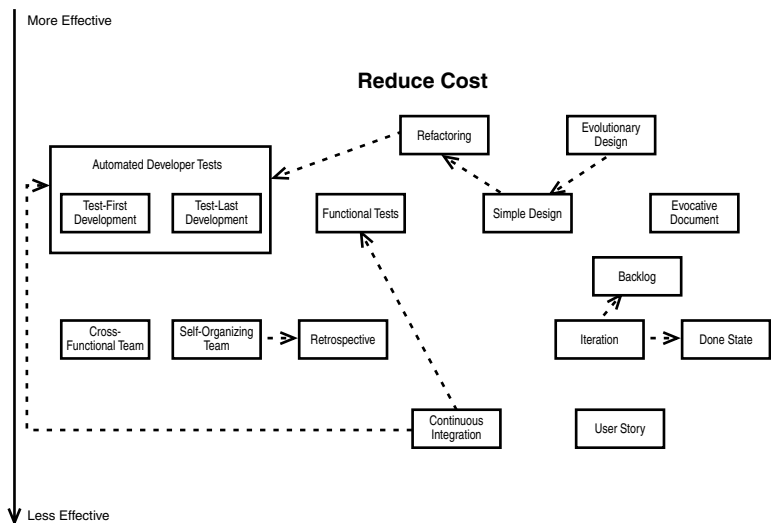 More Effective
Reduce Cost
Refactoring
Evolutionary
Design
Automated Developer Tests
Test-First
Development
Test-Last
Development
Functional Tests
Simple Design
Evocative
Document
Backlog
Cross-
Functional Team
Self-Organizing
Team
Retrospective
Iteration
Done State
Continuous
Integration
User Story
Less Effective